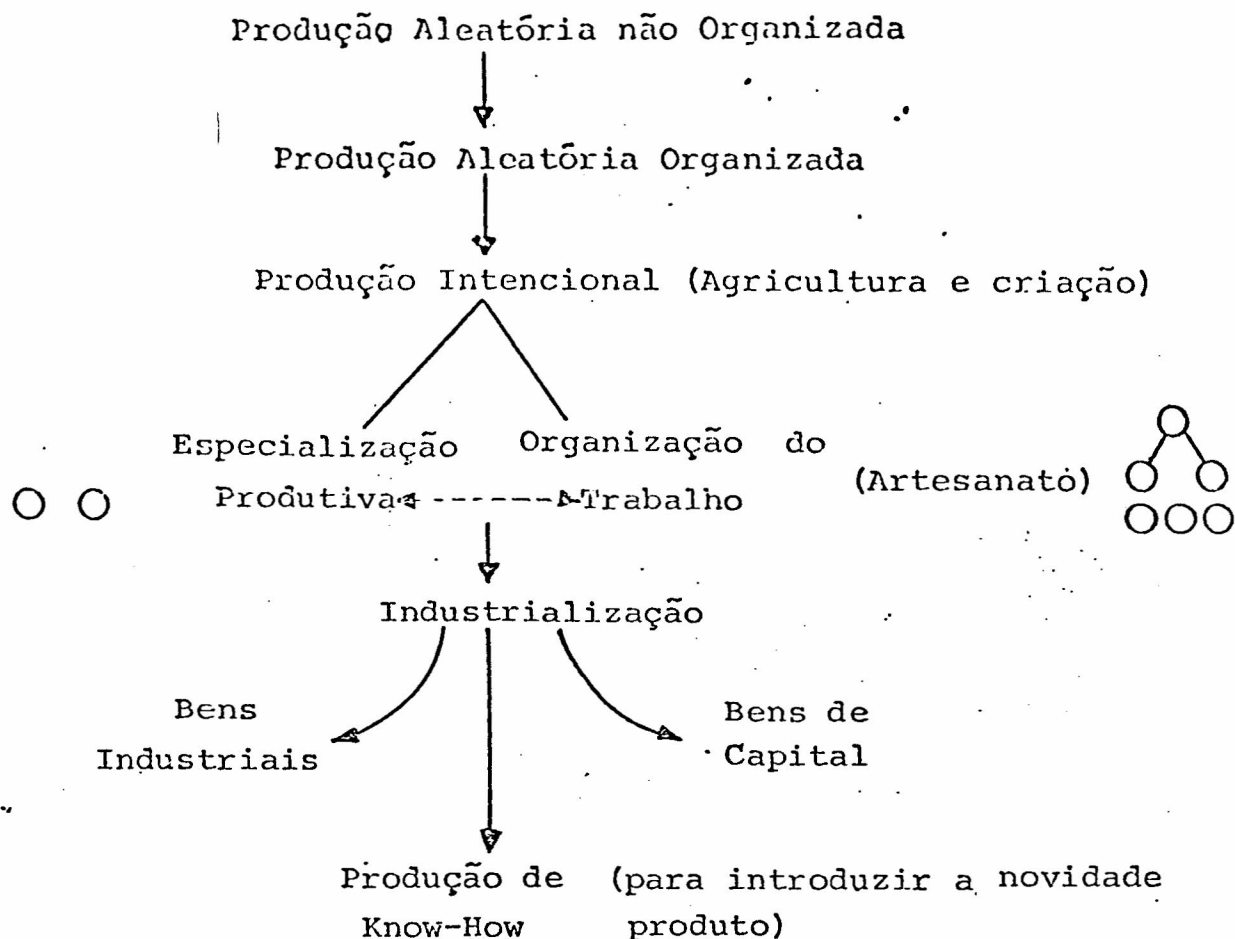 Produção Aleatória não Organizada
Produção Aleatória Organizada
Produção Intencional (Agricultura e criação)
Especialização Organização do
Produtiva Trabalho
(Artesanato)
Industrialização
Bens
Industriais
Bens de
Capital
Produção de (para introduzir a novidade
Know-How produto)